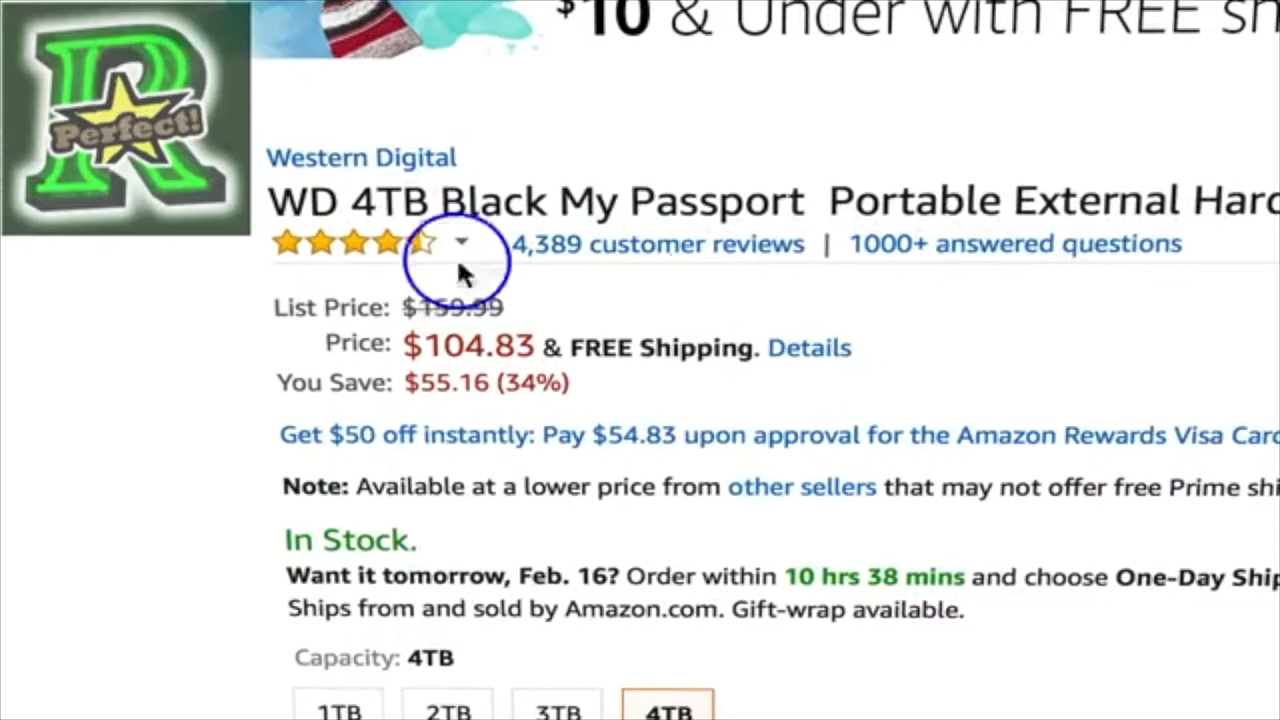 $10 & Under with FREE sh
R
Perfect!
Western Digital
WD 4TB Black My Passport Portable External Hard
4,389 customer reviews | 1000+ answered questions
List Price: $159.99
Price: $104.83 & FREE Shipping. Details
You Save: $55.16 (34%)
Get $50 off instantly: Pay $54.83 upon approval for the Amazon Rewards Visa Card
Note: Available at a lower price from other sellers that may not offer free Prime shi
In Stock.
Want it tomorrow, Feb. 16? Order within 10 hrs 38 mins and choose One-Day Ship
Ships from and sold by Amazon.com. Gift-wrap available.
Capacity: 4TB
1TB 2TB 3TB 4TB